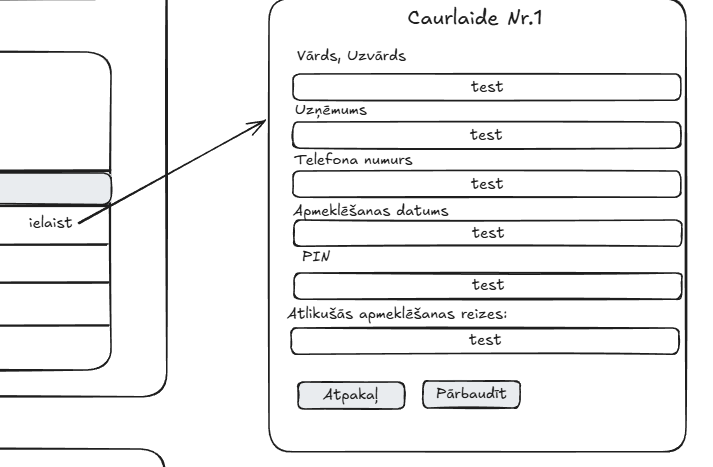 Caurlaide Nr.1
Vārds, Uzvārds
test
Uzņēmums
test
Telefona numurs
test
Apmeklēšanas datums
test
PIN
test
Atlikušās apmeklēšanas reizes:
test
Atpakaļ
Pārbaudīt
ielaist